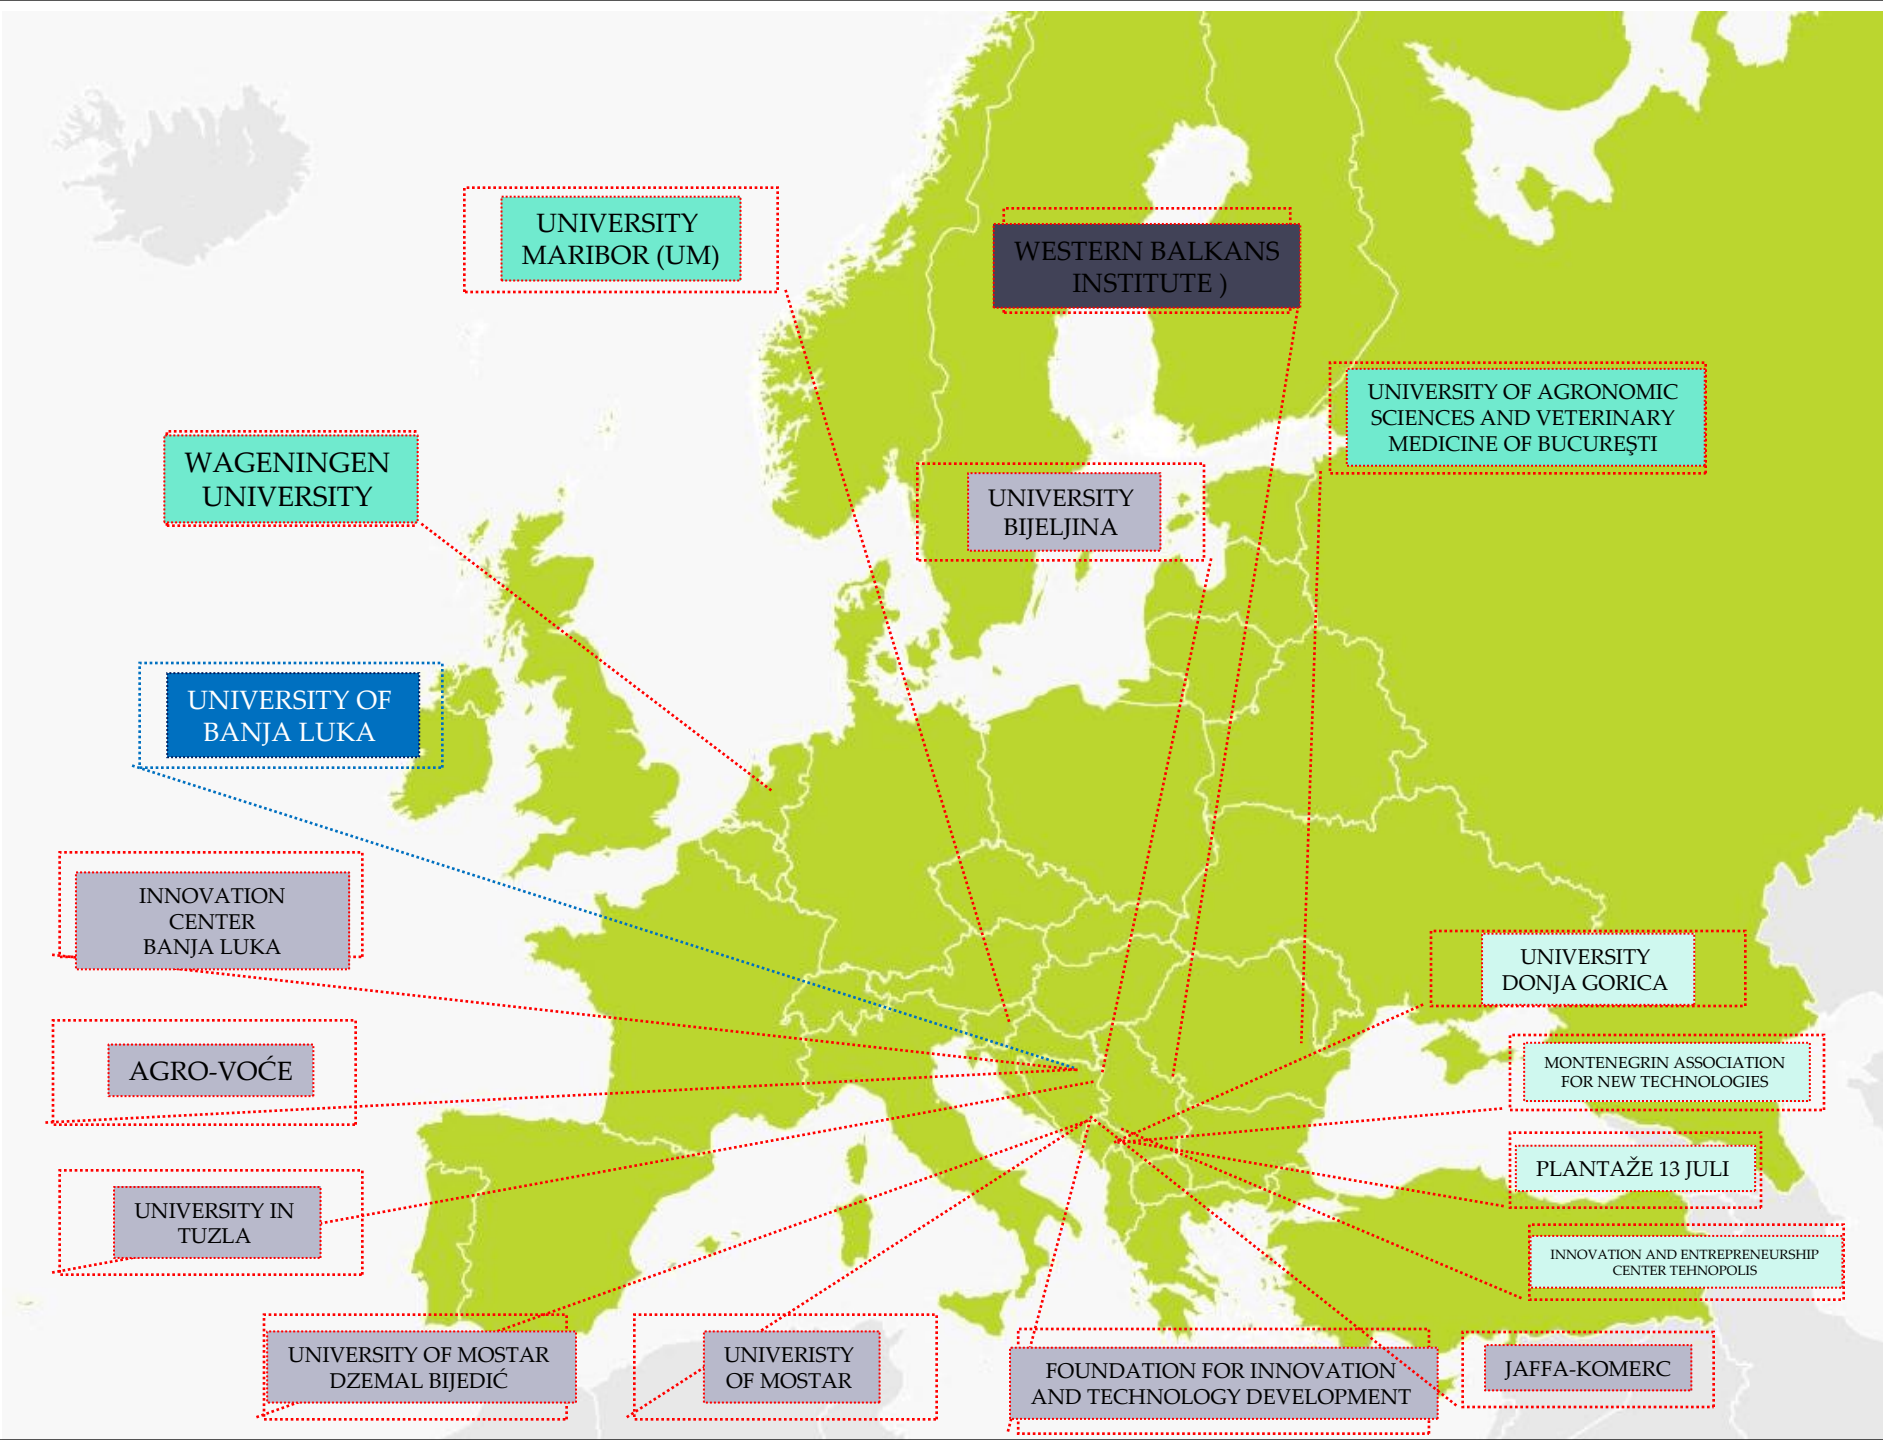 UNIVERSITY
MARIBOR (UM)
WESTERN BALKANS
INSTITUTE )
UNIVERSITY OF AGRONOMIC
SCIENCES AND VETERINARY
MEDICINE OF BUCUREŞTI
WAGENINGEN
UNIVERSITY
UNIVERSITY
BIJELJINA
UNIVERSITY OF
BANJA LUKA
INNOVATION
CENTER
BANJA LUKA
UNIVERSITY
DONJA GORICA
AGRO-VOĆE
MONTENEGRIN ASSOCIATION
FOR NEW TECHNOLOGIES
PLANTAŽE 13 JULI
UNIVERSITY IN
TUZLA
INNOVATION AND ENTREPRENEURSHIP
CENTER TEHNOPOLIS
UNIVERSITY OF MOSTAR
DZEMAL BIJEDIĆ
UNIVERISTY
OF MOSTAR
FOUNDATION FOR INNOVATION
AND TECHNOLOGY DEVELOPMENT
JAFFA-KOMERC